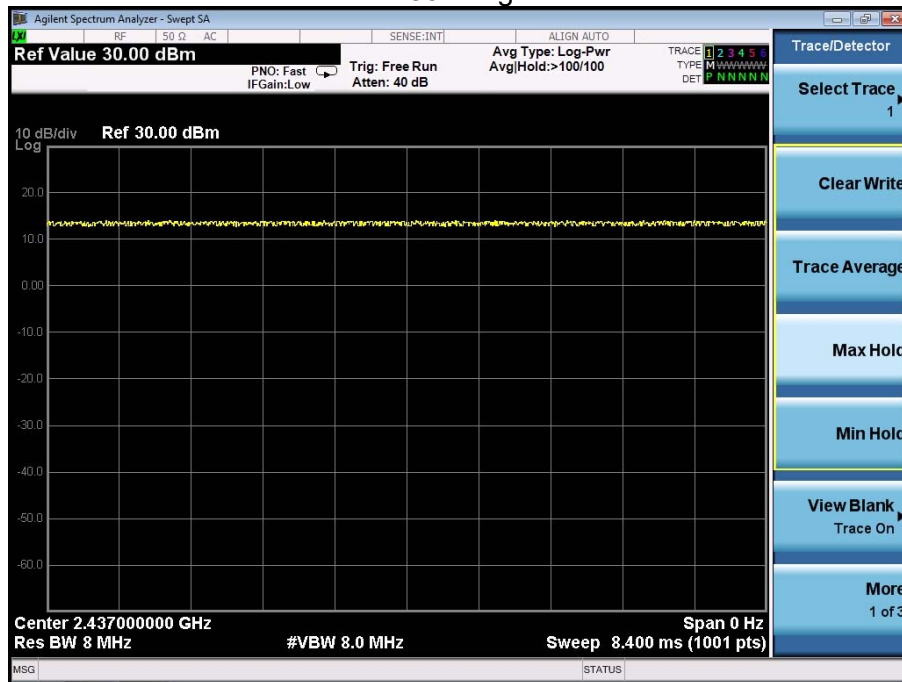 Agilent Spectrum Analyzer - Swept SA
LXI RF 50 Ω AC SENSE:INT ALIGN AUTO
Ref Value 30.00 dBm
PNO: Fast
IFGain:Low
Trig: Free Run
Atten: 40 dB
Avg Type: Log-Pwr
Avg|Hold:>100/100
TRACE 1 2 3 4 5 6
TYPE M WWWWW
DET P N N N N N
10 dB/div Ref 30.00 dBm
Log
20.0
10.0
0.00
-10.0
-20.0
-30.0
-40.0
-50.0
-60.0
Center 2.437000000 GHz Span 0 Hz
Res BW 8 MHz #VBW 8.0 MHz Sweep 8.400 ms (1001 pts)
MSG STATUS
Trace/Detector
Select Trace
1
Clear Write
Trace Average
Max Hold
Min Hold
View Blank
Trace On
More
1 of 3